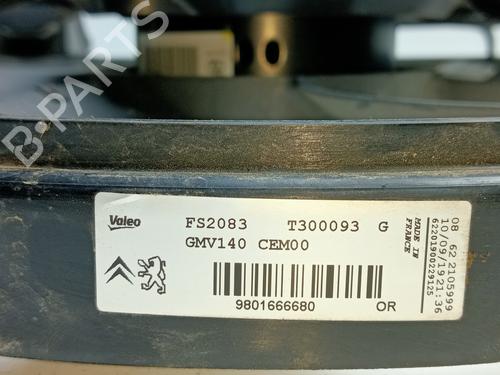 B-PARTS
Valeo FS2083 T300093 G
GMV140 CEM00
9801666680 OR
MADE IN
FRANCE
62201900229125
10/09/19 21:36
08 62 2105999